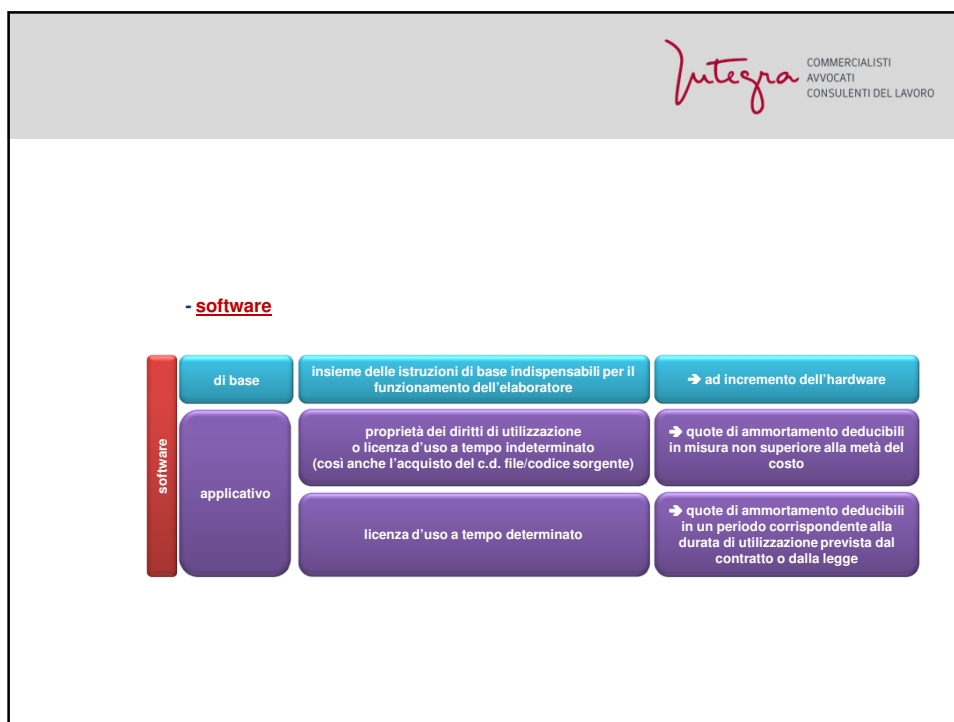 Integra
COMMERCIALISTI
AVVOCATI
CONSULENTI DEL LAVORO
- software
software
di base
insieme delle istruzioni di base indispensabili per il
funzionamento dell’elaboratore
➔ ad incremento dell’hardware
applicativo
proprietà dei diritti di utilizzazione
o licenza d’uso a tempo indeterminato
(così anche l’acquisto del c.d. file/codice sorgente)
➔ quote di ammortamento deducibili
in misura non superiore alla metà del
costo
licenza d’uso a tempo determinato
➔ quote di ammortamento deducibili
in un periodo corrispondente alla
durata di utilizzazione prevista dal
contratto o dalla legge